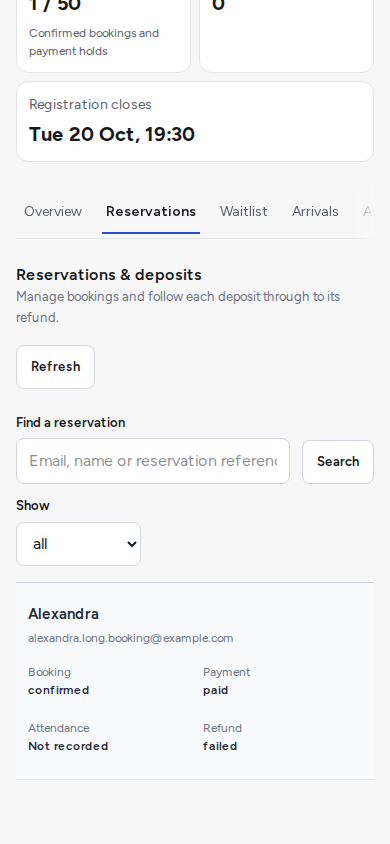 1 / 50
0
Confirmed bookings and
payment holds
Registration closes
Tue 20 Oct, 19:30
Overview Reservations Waitlist Arrivals A
Reservations & deposits
Manage bookings and follow each deposit through to its
refund.
Refresh
Find a reservation
Email, name or reservation referenc
Search
Show
all
Alexandra
alexandra.long.booking@example.com
Booking Payment
confirmed paid
Attendance Refund
Not recorded failed